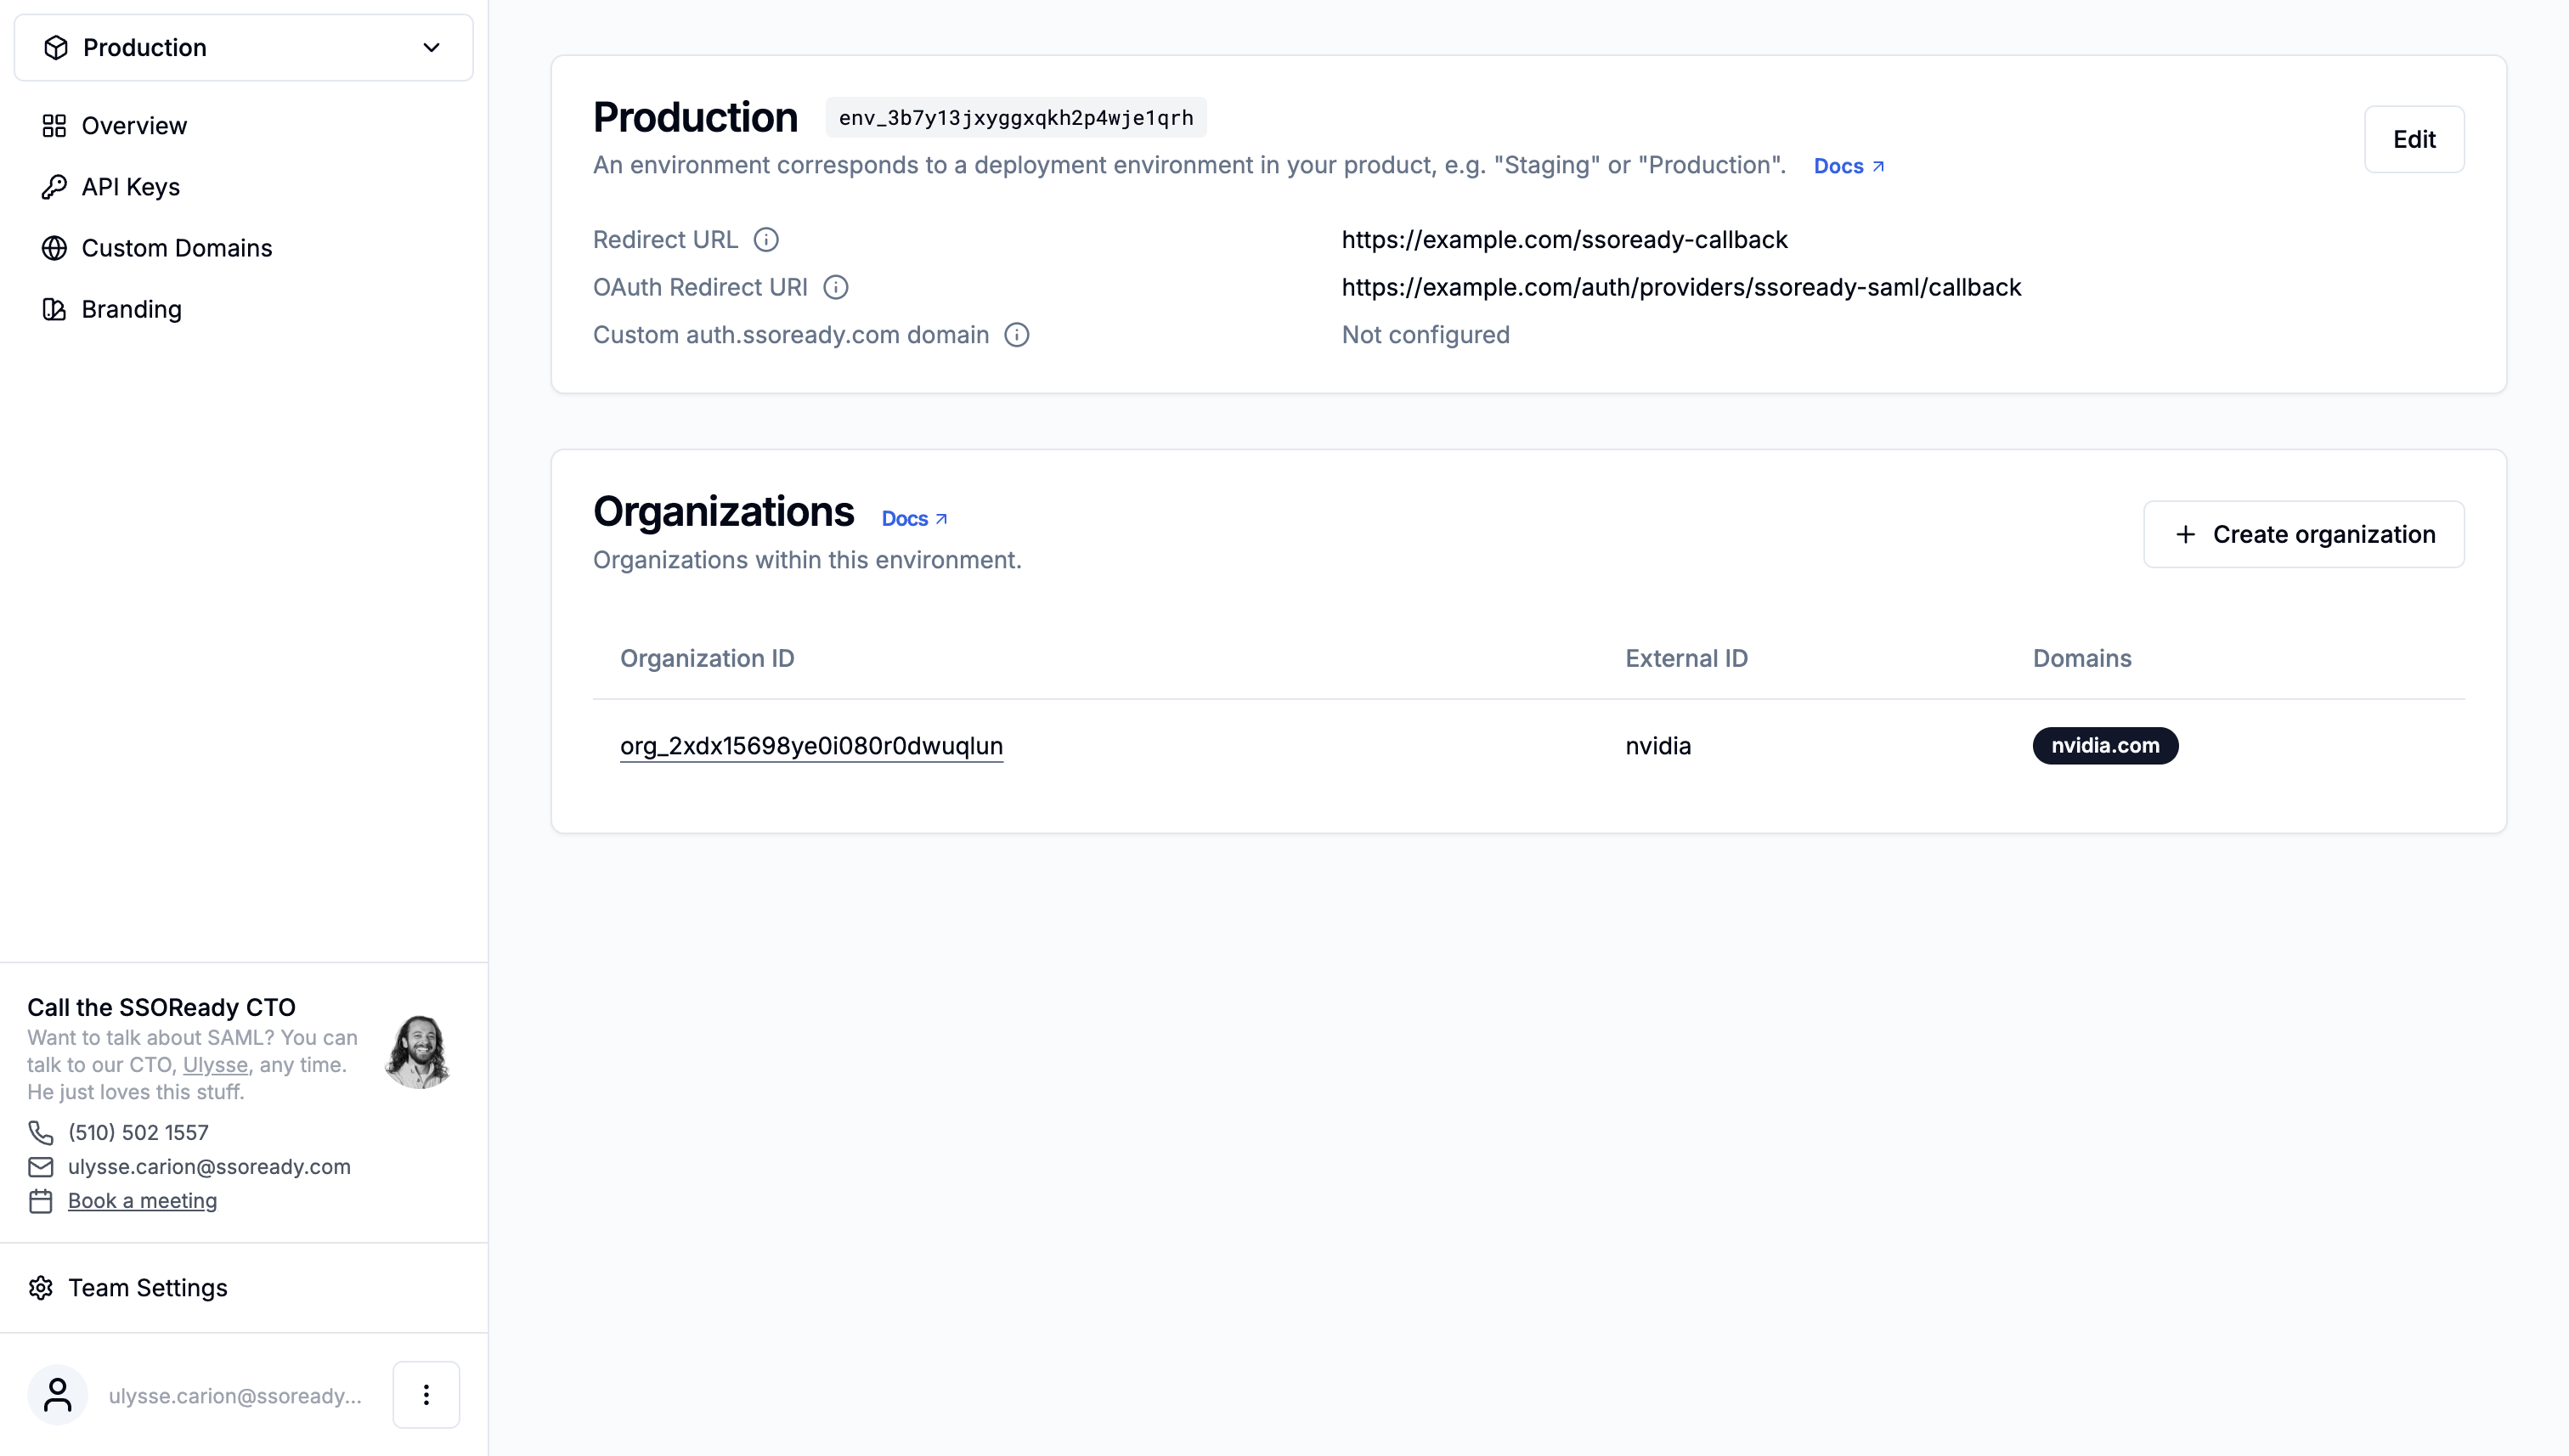 Production
Overview
API Keys
Custom Domains
Branding
Call the SSOReady CTO
Want to talk about SAML? You can
talk to our CTO, Ulysse, any time.
He just loves this stuff.
(510) 502 1557
ulysse.carion@ssoready.com
Book a meeting
Team Settings
ulysse.carion@ssoready...
Production env_3b7y13jxyggxqkh2p4wje1qrh
Edit
An environment corresponds to a deployment environment in your product, e.g. "Staging" or "Production". Docs
Redirect URL https://example.com/ssoready-callback
OAuth Redirect URI https://example.com/auth/providers/ssoready-saml/callback
Custom auth.ssoready.com domain Not configured
Organizations Docs
Organizations within this environment.
Create organization
Organization ID External ID Domains
org_2xdx15698ye0i080r0dwuqlun nvidia nvidia.com